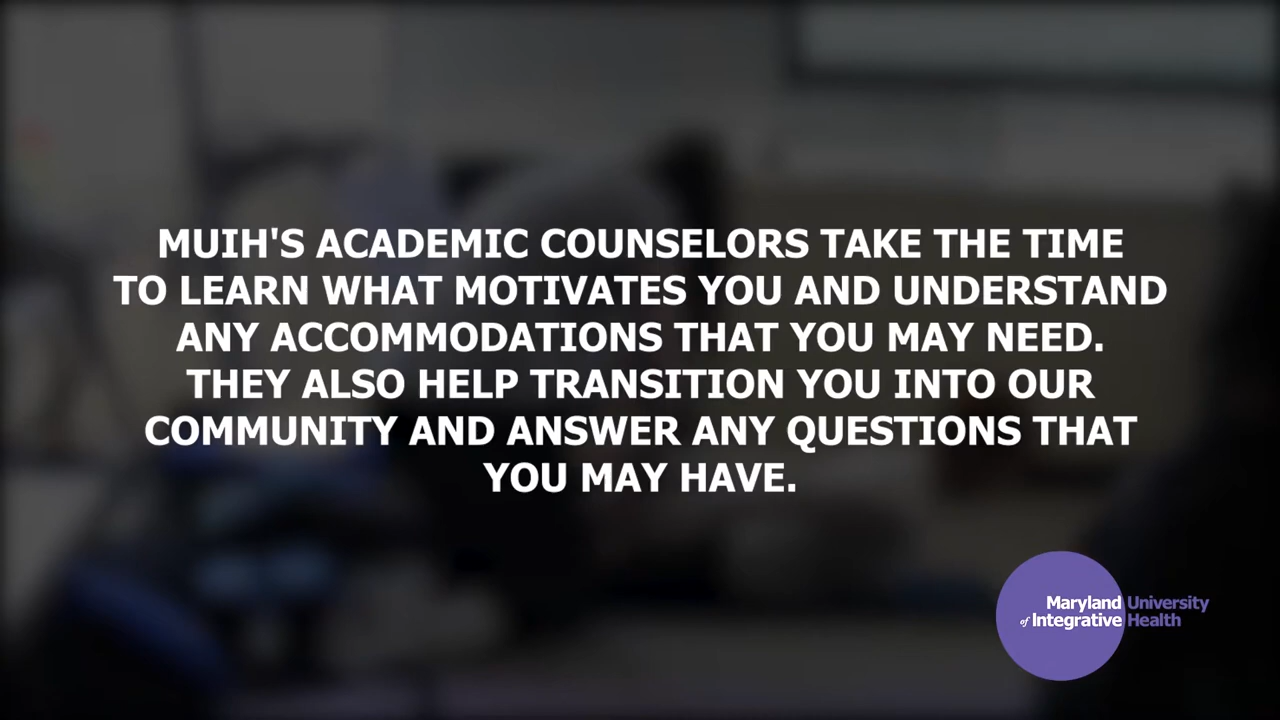 MUIH'S ACADEMIC COUNSELORS TAKE THE TIME
TO LEARN WHAT MOTIVATES YOU AND UNDERSTAND
ANY ACCOMMODATIONS THAT YOU MAY NEED.
THEY ALSO HELP TRANSITION YOU INTO OUR
COMMUNITY AND ANSWER ANY QUESTIONS THAT
YOU MAY HAVE.
Maryland University
of Integrative Health